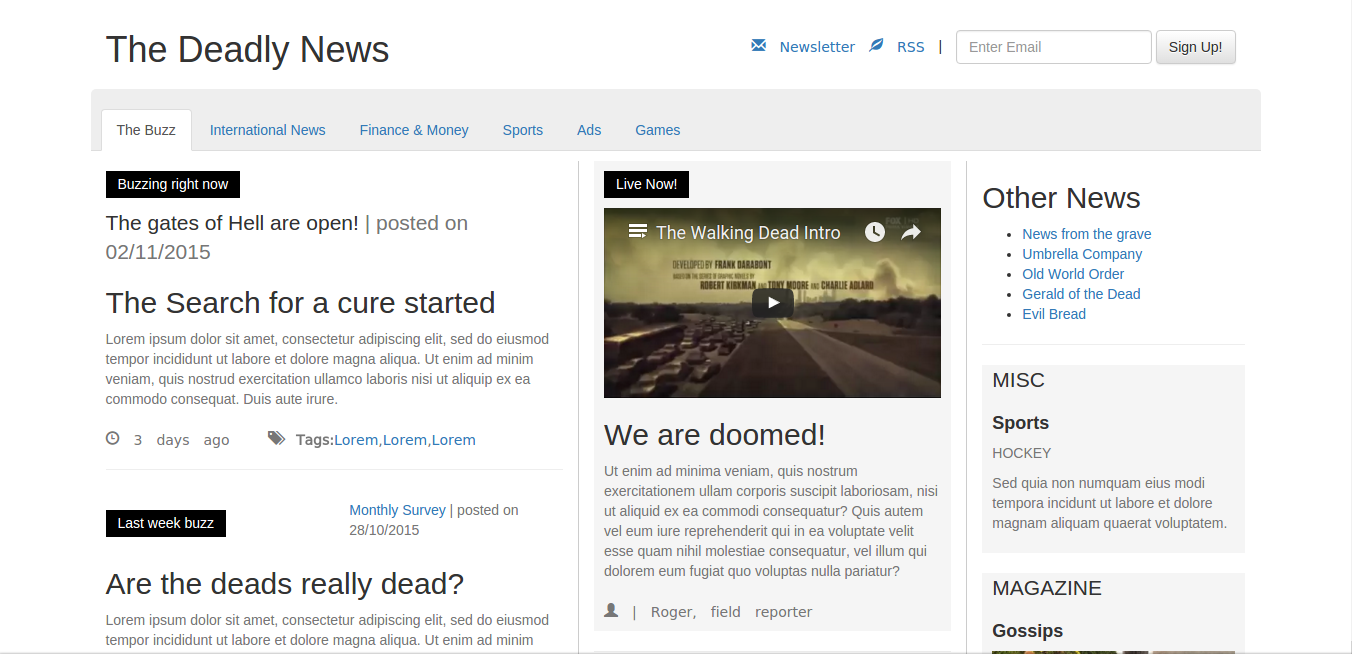 The Deadly News
Newsletter RSS | Enter Email Sign Up!
The Buzz International News Finance & Money Sports Ads Games
Buzzing right now
The gates of Hell are open! | posted on
02/11/2015
The Search for a cure started
Lorem ipsum dolor sit amet, consectetur adipiscing elit, sed do eiusmod
tempor incididunt ut labore et dolore magna aliqua. Ut enim ad minim
veniam, quis nostrud exercitation ullamco laboris nisi ut aliquip ex ea
commodo consequat. Duis aute irure.
3 days ago Tags:Lorem,Lorem,Lorem
Last week buzz
Monthly Survey | posted on
28/10/2015
Are the deads really dead?
Lorem ipsum dolor sit amet, consectetur adipiscing elit, sed do eiusmod
tempor incididunt ut labore et dolore magna aliqua. Ut enim ad minim
Live Now!
The Walking Dead Intro
DEVELOPED BY FRANK DARABONT
BASED ON THE SERIES OF GRAPHIC NOVELS BY
ROBERT KIRKMAN AND TONY MOORE AND CHARLIE ADLARD
We are doomed!
Ut enim ad minima veniam, quis nostrum
exercitationem ullam corporis suscipit laboriosam, nisi
ut aliquid ex ea commodi consequatur? Quis autem
vel eum iure reprehenderit qui in ea voluptate velit
esse quam nihil molestiae consequatur, vel illum qui
dolorem eum fugiat quo voluptas nulla pariatur?
| Roger, field reporter
Other News
News from the grave
Umbrella Company
Old World Order
Gerald of the Dead
Evil Bread
MISC
Sports
HOCKEY
Sed quia non numquam eius modi
tempora incidunt ut labore et dolore
magnam aliquam quaerat voluptatem.
MAGAZINE
Gossips